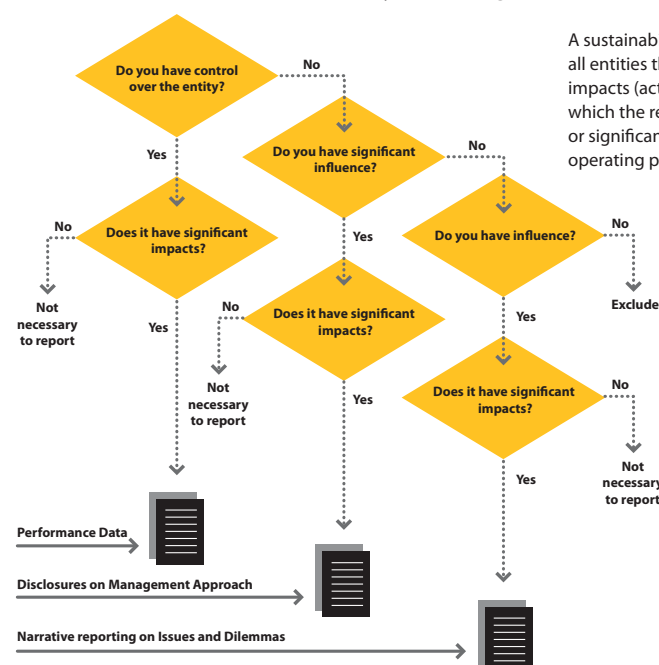 Do you have control
over the entity?
No
A sustainab
all entities th
impacts (act
which the re
or significan
operating p
Yes
Do you have significant
influence?
No
No
Does it have significant
impacts?
Yes
Do you have influence?
No
Not
necessary
to report
Yes
No
Does it have significant
impacts?
Yes
Exclude
Not
necessary
to report
Yes
Does it have significant
impacts?
No
Yes
Not
necessary
to report
Performance Data
Disclosures on Management Approach
Narrative reporting on Issues and Dilemmas